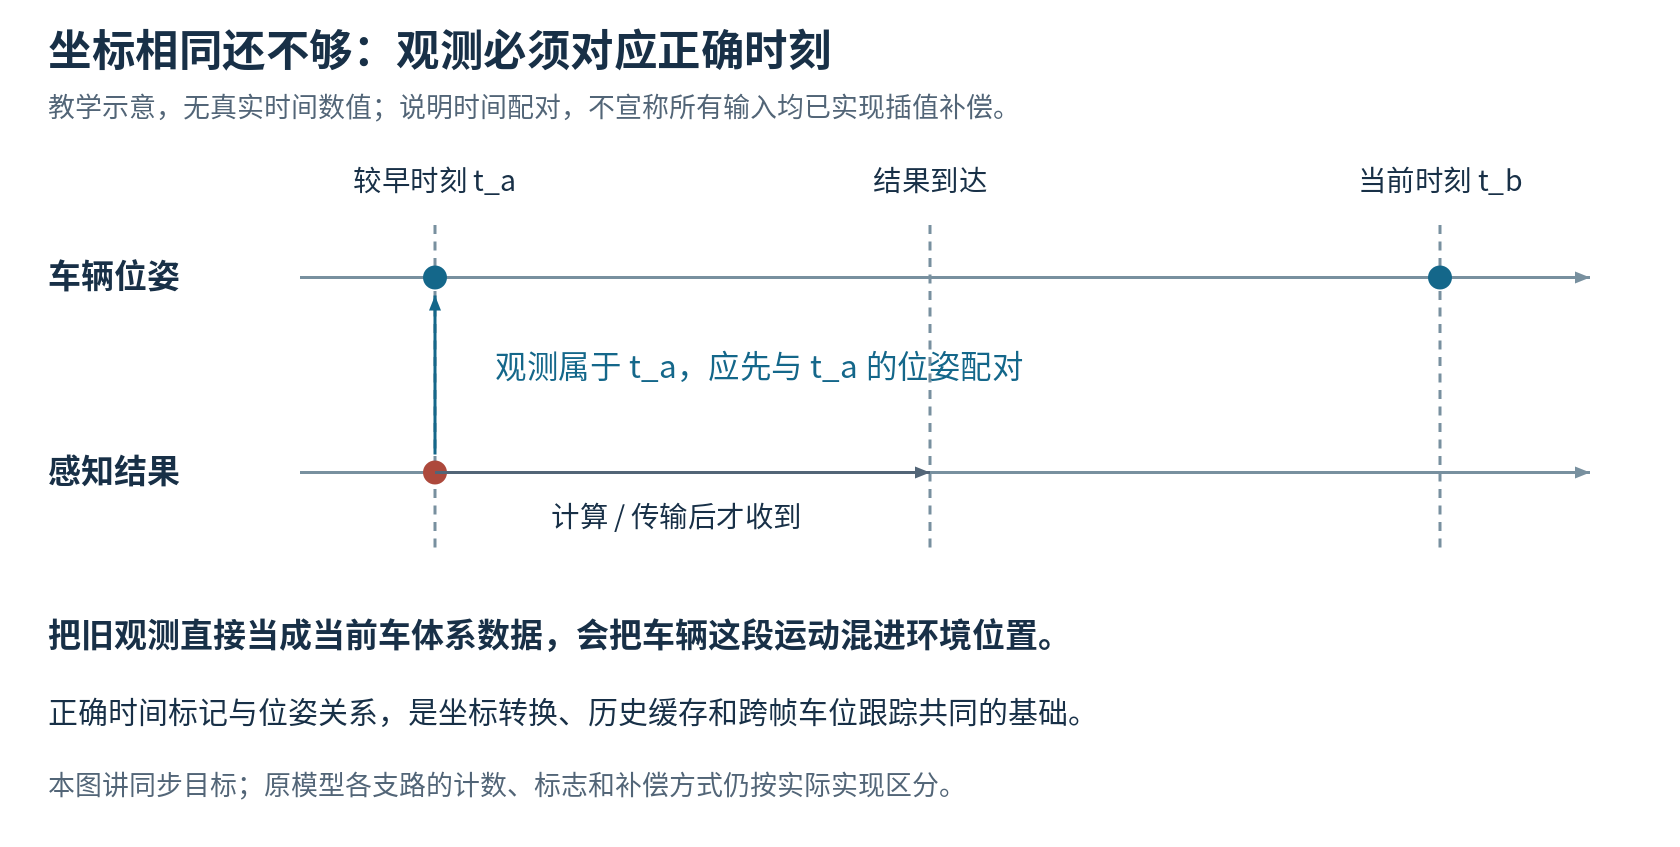 坐标相同还不够：观测必须对应正确时刻
教学示意，无真实时间数值；说明时间配对，不宣称所有输入均已实现插值补偿。
较早时刻 t_a
结果到达
当前时刻 t_b
车辆位姿
观测属于 t_a，应先与 t_a 的位姿配对
感知结果
计算 / 传输后才收到
把旧观测直接当成当前车体系数据，会把车辆这段运动混进环境位置。
正确时间标记与位姿关系，是坐标转换、历史缓存和跨帧车位跟踪共同的基础。
本图讲同步目标；原模型各支路的计数、标志和补偿方式仍按实际实现区分。